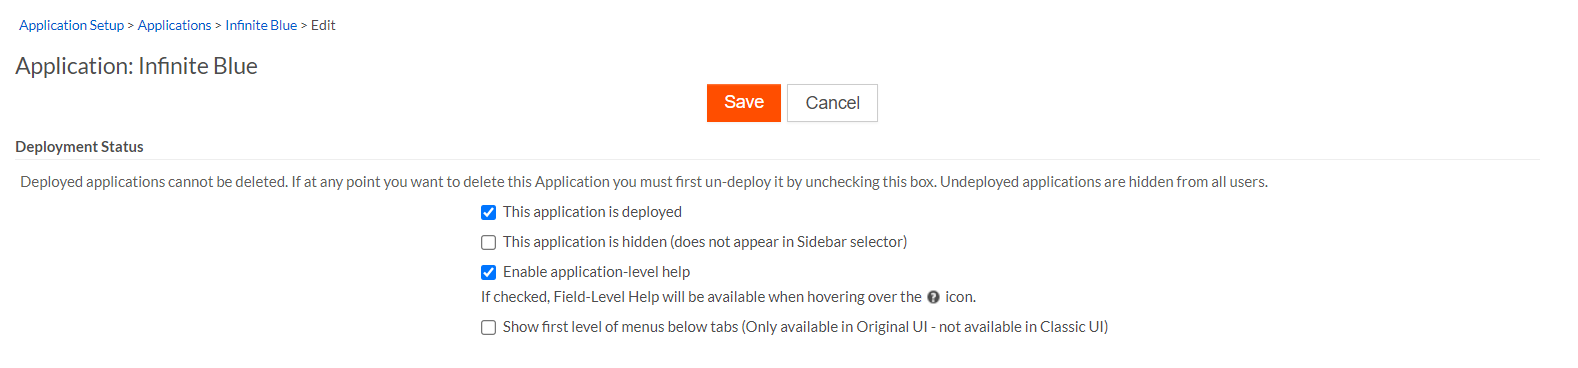 Application Setup > Applications > Infinite Blue > Edit
Application: Infinite Blue
Save Cancel
Deployment Status
Deployed applications cannot be deleted. If at any point you want to delete this Application you must first un-deploy it by unchecking this box. Undeployed applications are hidden from all users.
This application is deployed
This application is hidden (does not appear in Sidebar selector)
Enable application-level help
If checked, Field-Level Help will be available when hovering over the ? icon.
Show first level of menus below tabs (Only available in Original UI - not available in Classic UI)